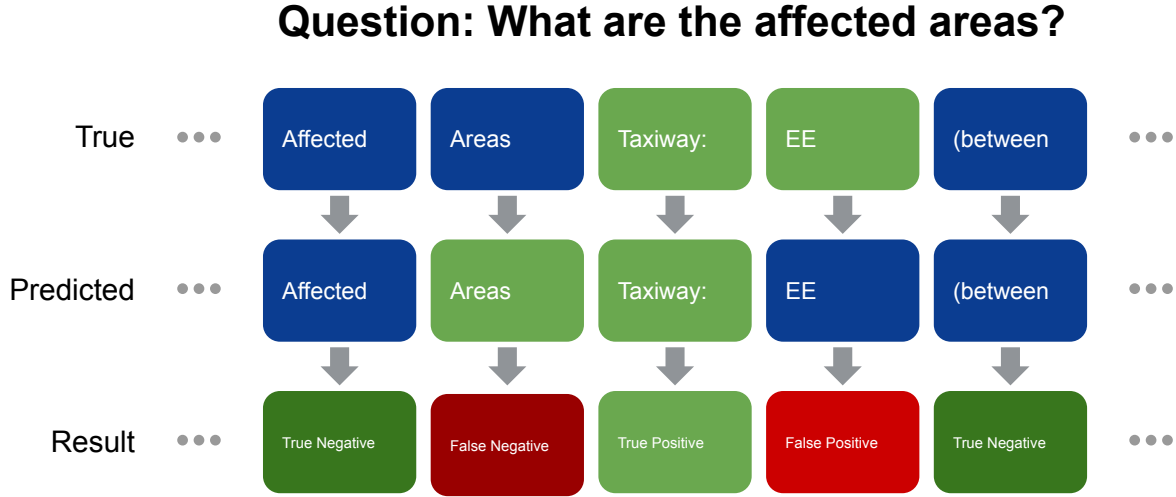 Question: What are the affected areas?
True ●●● Affected Areas Taxiway: EE (between ●●●
Predicted ●●● Affected Areas Taxiway: EE (between ●●●
Result ●●● True Negative False Negative True Positive False Positive True Negative ●●●